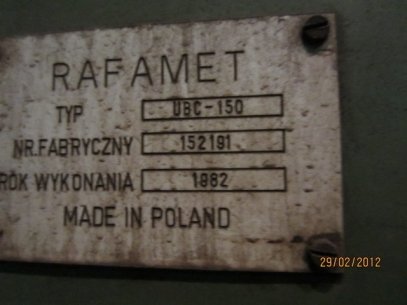 RAFAMET
TYP UBC-150
NR.FABRYCZNY 152191
ROK WYKONANIA 1982
MADE IN POLAND
29/02/2012